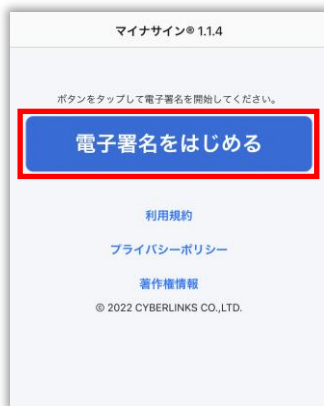 マイナサイン® 1.1.4
ボタンをタップして電子署名を開始してください。
電子署名をはじめる
利用規約
プライバシーポリシー
著作権情報
© 2022 CYBERLINKS CO.,LTD.